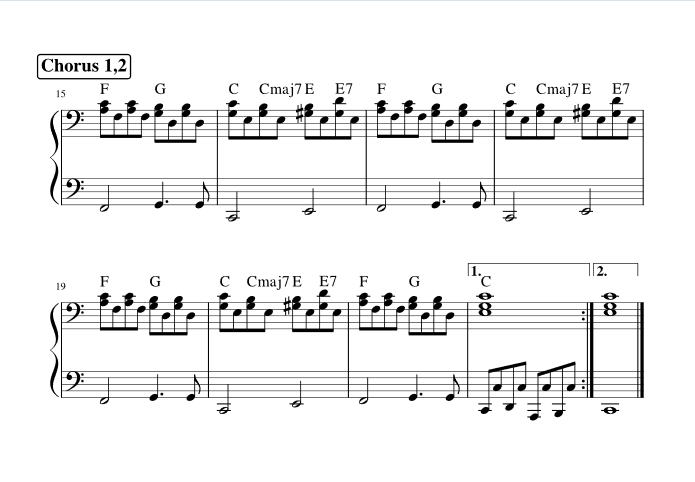 Chorus 1,2
15 F G C Cmaj7 E E7 F G C Cmaj7 E E7
1. 2.
19 F G C Cmaj7 E E7 F G C